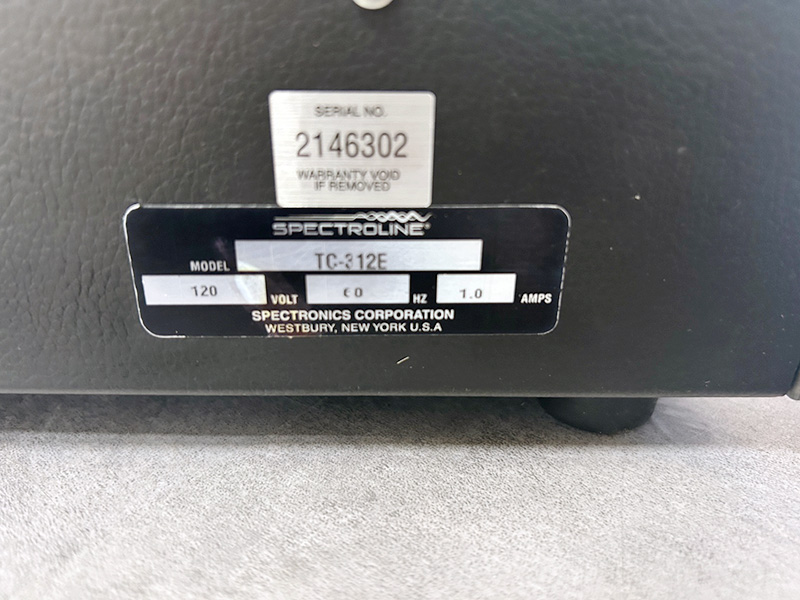 SERIAL NO.
2146302
WARRANTY VOID
IF REMOVED
SPECTROLINE®
MODEL TC-312E
120 VOLT 60 HZ 1.0 AMPS
SPECTRONICS CORPORATION
WESTBURY, NEW YORK U.S.A